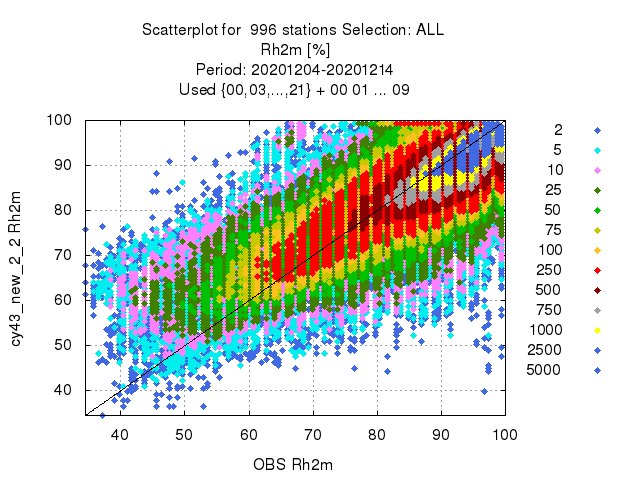 Scatterplot for 996 stations Selection: ALL
Rh2m [%]
Period: 20201204-20201214
Used {00,03,...,21} + 00 01 ... 09
100
90
80
70
60
50
40
cy43_new_2_2 Rh2m
40 50 60 70 80 90 100
OBS Rh2m
2
5
10
25
50
75
100
250
500
750
1000
2500
5000